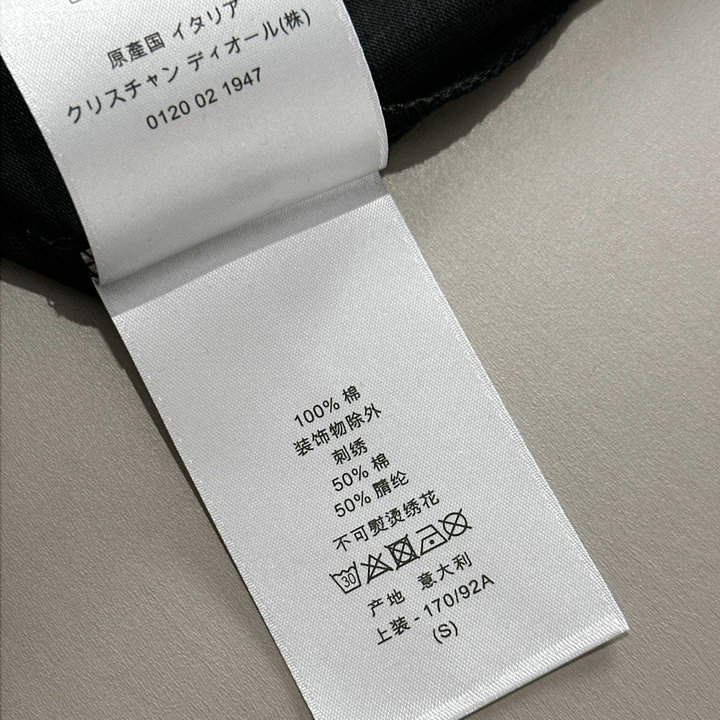 原産国 イタリア
クリスチャン ディオール(株)
0120 02 1947
100% 棉
装饰物除外
刺绣
50% 棉
50% 腈纶
不可熨烫绣花
30
产地 意大利
上装 - 170/92A
(S)